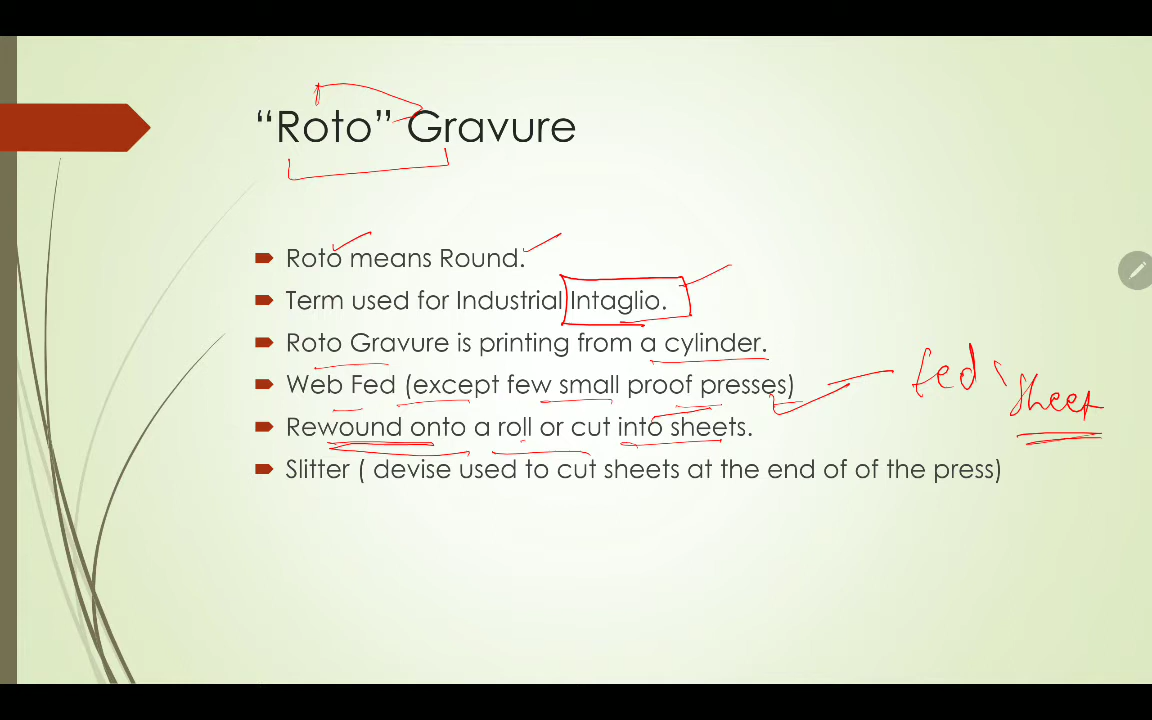 “Roto” Gravure
Roto means Round.
Term used for Industrial Intaglio.
Roto Gravure is printing from a cylinder.
Web Fed (except few small proof presses)
fed
sheet
Rewound onto a roll or cut into sheets.
Slitter ( devise used to cut sheets at the end of of the press)